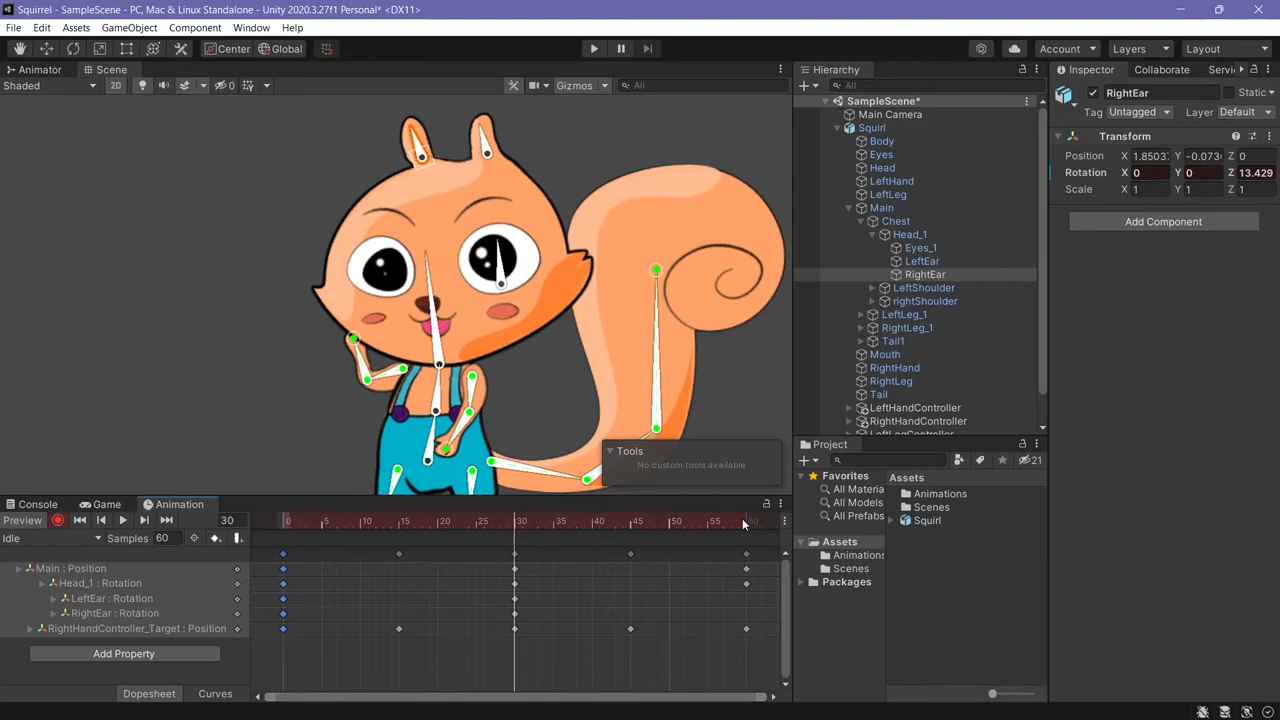 Squirrel - SampleScene - PC, Mac & Linux Standalone - Unity 2020.3.27f1 Personal* <DX11>
File Edit Assets GameObject Component Window Help
Center Global Account Layers Layout
Animator Scene
Shaded 2D 0 Gizmos All
Hierarchy
All
SampleScene*
Main Camera
Squirl
Body
Eyes
Head
LeftHand
LeftLeg
Main
Chest
Head_1
Eyes_1
LeftEar
RightEar
LeftShoulder
rightShoulder
LeftLeg_1
RightLeg_1
Tail1
Mouth
RightHand
RightLeg
Tail
LeftHandController
RightHandController
Inspector Collaborate Servi
RightEar Static
Tag Untagged Layer Default
Transform
Position X 1.8503 Y -0.073 Z 0
Rotation X 0 Y 0 Z 13.429
Scale X 1 Y 1 Z 1
Add Component
Tools
No custom tools available
Project
21
Favorites
All Materia
All Models
All Prefabs
Assets
Animations
Scenes
Packages
Assets
Animations
Scenes
Squirl
Console Game Animation
Preview 30 0 5 10 15 20 25 30 35 40 45 50 55 60
Idle Samples 60
Main : Position
Head_1 : Rotation
LeftEar : Rotation
RightEar : Rotation
RightHandController_Target : Position
Add Property
Dopesheet Curves